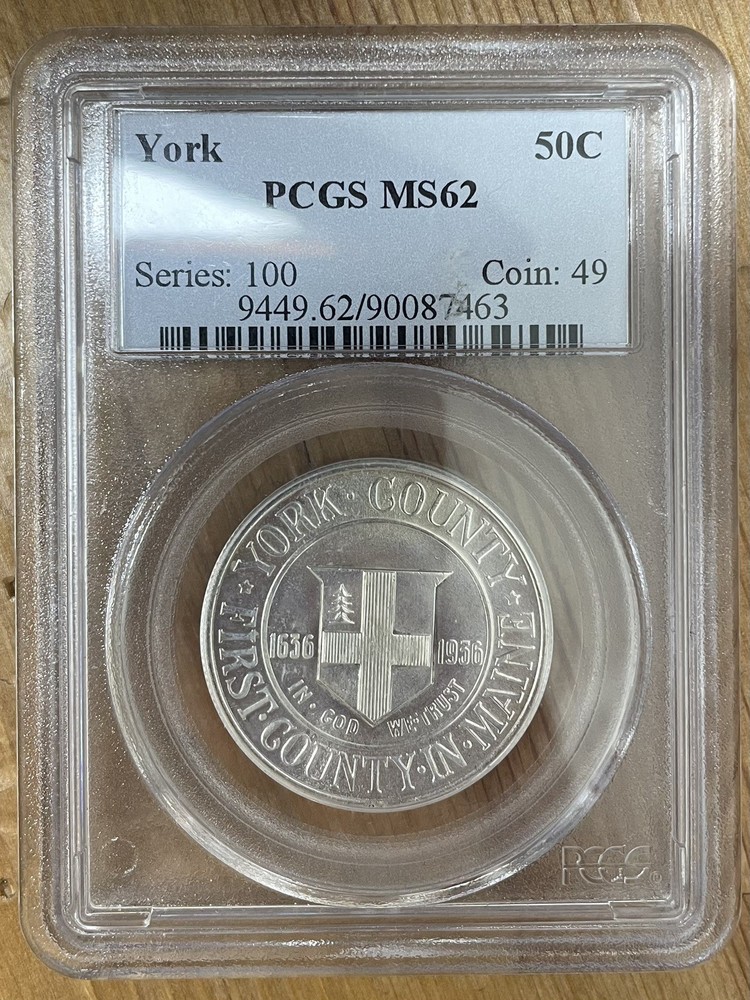 York 50C
PCGS MS62
Series: 100 Coin: 49
9449.62/90087463
YORK · COUNTY
FIRST · COUNTY · IN · MAINE
1636 1936
IN · GOD WE · TRUST
PCGS®